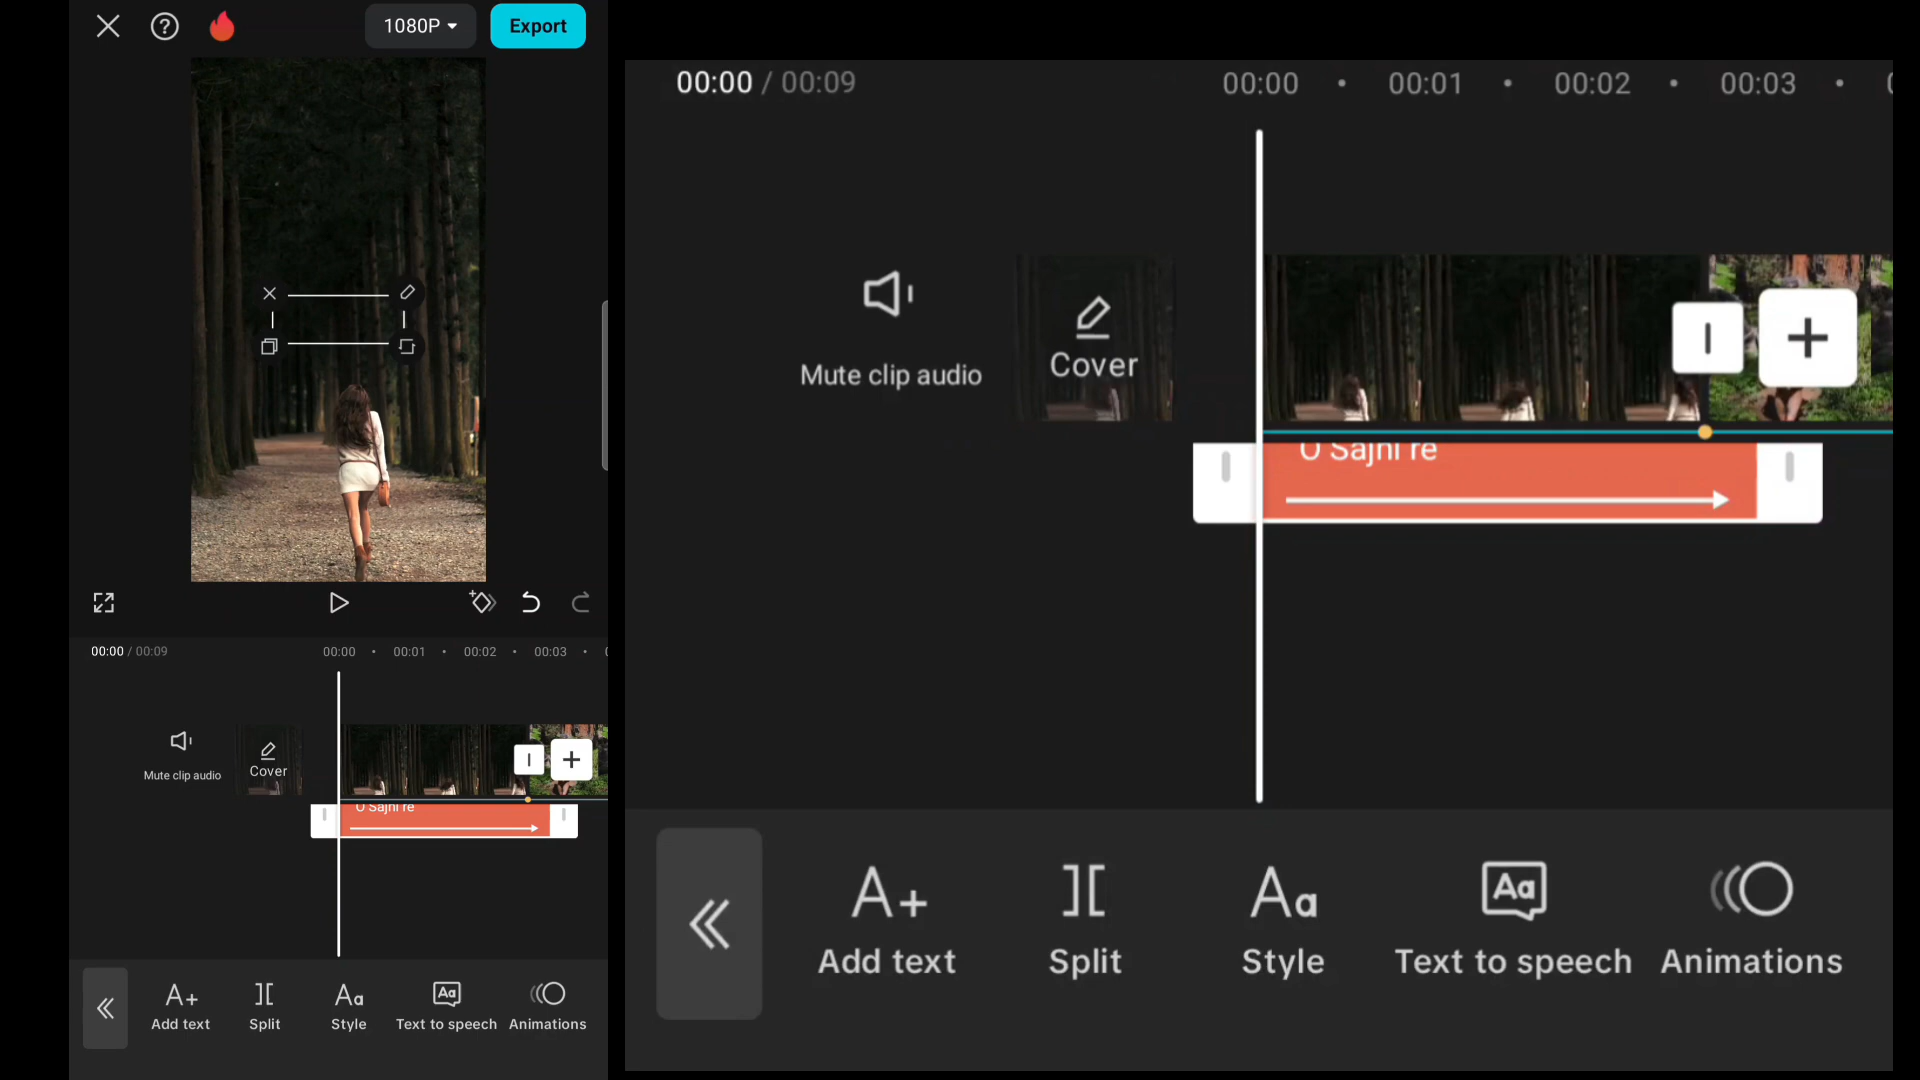 1080P
Export
00:00 / 00:09
00:00 00:01 00:02 00:03
Mute clip audio
Cover
O Sajni re
Add text
Split
Style
Text to speech
Animations
00:00 / 00:09
00:00 00:01 00:02 00:03
Mute clip audio
Cover
O Sajni re
Add text
Split
Style
Text to speech
Animations